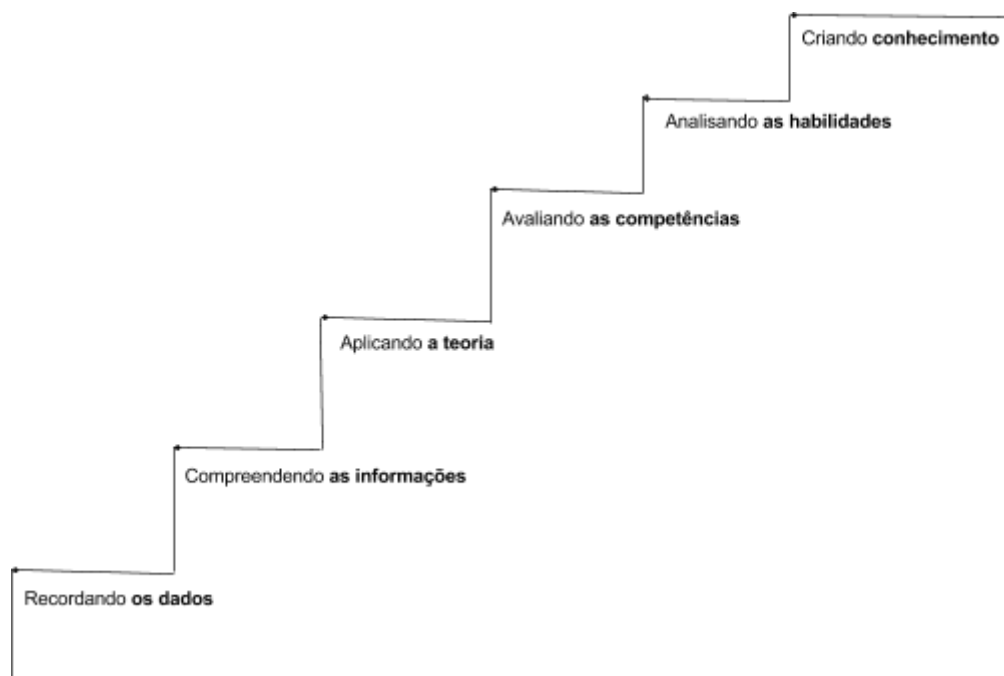 Criando conhecimento
Analisando as habilidades
Avaliando as competências
Aplicando a teoria
Compreendendo as informações
Recordando os dados